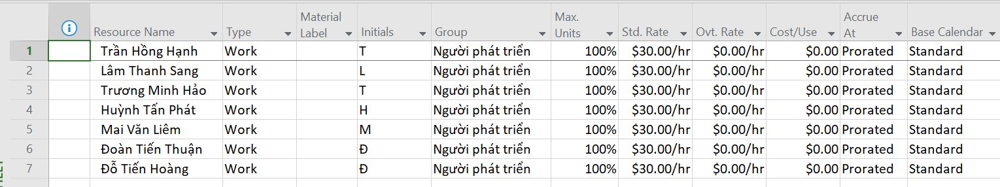 Resource Name Type Material Label Initials Group Max. Units Std. Rate Ovt. Rate Cost/Use Accrue At Base Calendar
1 Trần Hồng Hạnh Work T Người phát triển 100% $30.00/hr $0.00/hr $0.00 Prorated Standard
2 Lâm Thanh Sang Work L Người phát triển 100% $30.00/hr $0.00/hr $0.00 Prorated Standard
3 Trương Minh Hảo Work T Người phát triển 100% $30.00/hr $0.00/hr $0.00 Prorated Standard
4 Huỳnh Tấn Phát Work H Người phát triển 100% $30.00/hr $0.00/hr $0.00 Prorated Standard
5 Mai Văn Liêm Work M Người phát triển 100% $30.00/hr $0.00/hr $0.00 Prorated Standard
6 Đoàn Tiến Thuận Work Đ Người phát triển 100% $30.00/hr $0.00/hr $0.00 Prorated Standard
7 Đỗ Tiến Hoàng Work Đ Người phát triển 100% $30.00/hr $0.00/hr $0.00 Prorated Standard